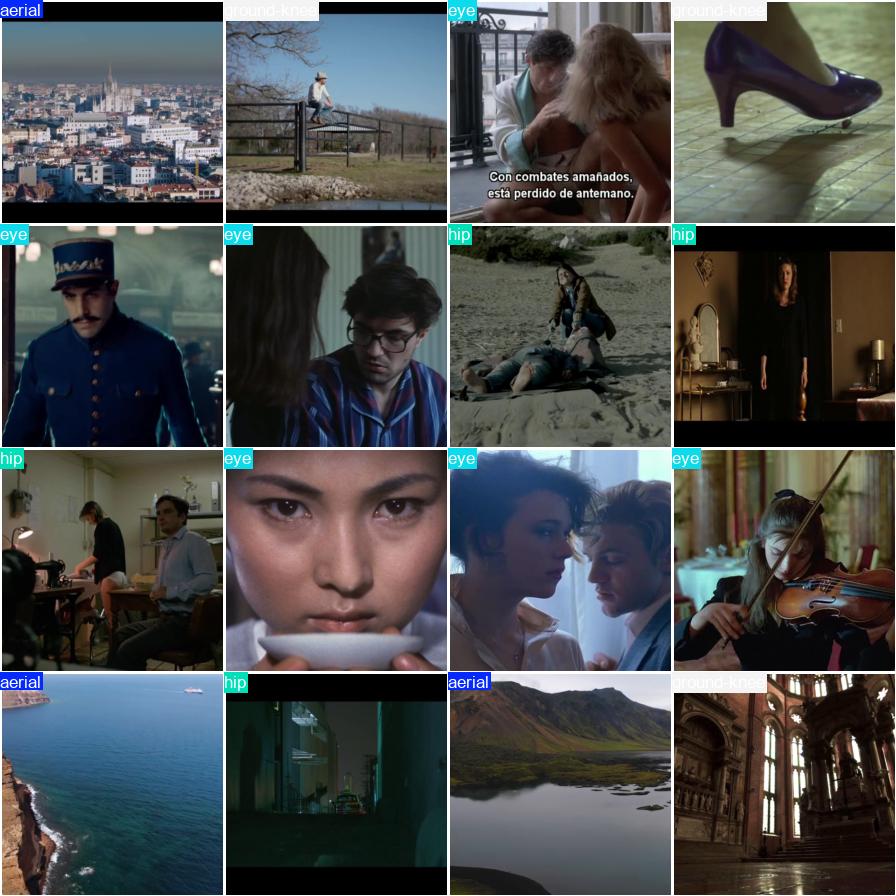 aerial
ground-knee
eye
ground-knee
Con combates amañados,
está perdido de antemano.
eye
eye
hip
hip
hip
eye
eye
eye
aerial
hip
aerial
ground-knee